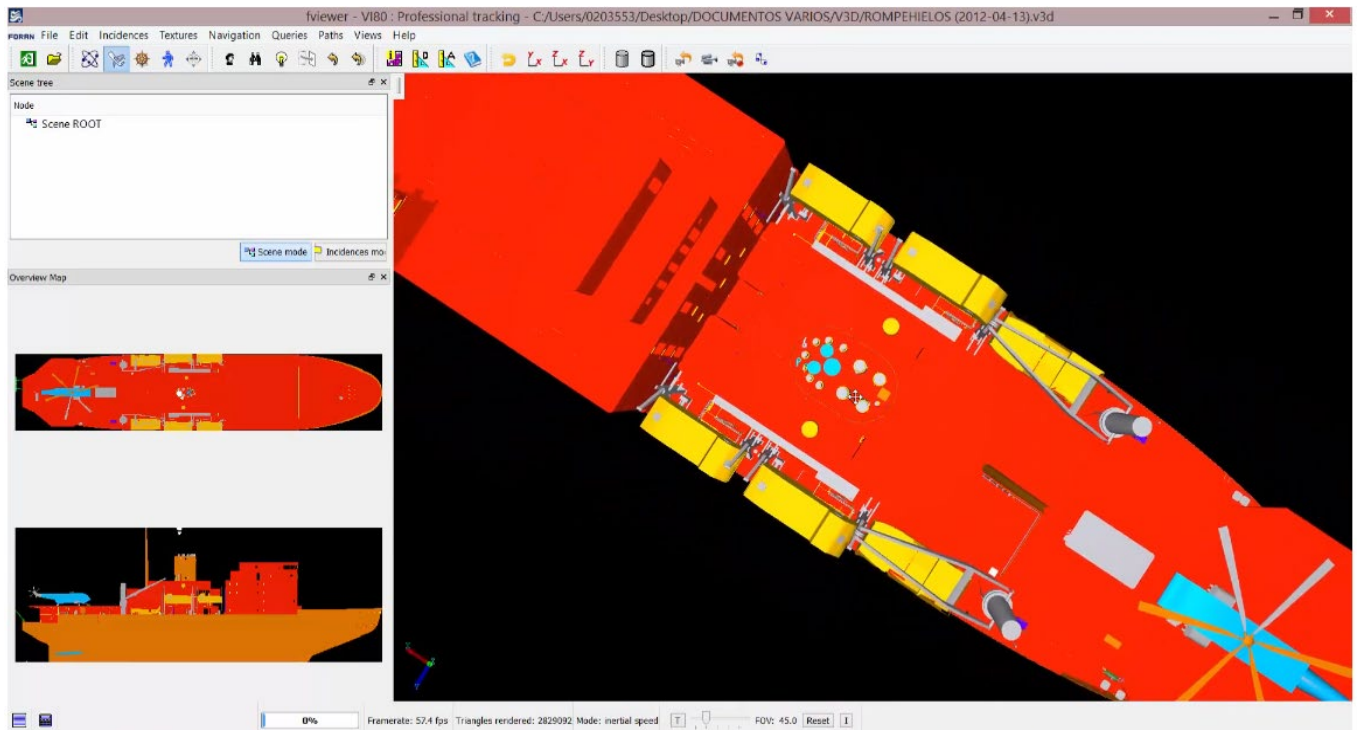 fviewer - VI80 : Professional tracking - C:/Users/0203553/Desktop/DOCUMENTOS VARIOS/V3D/ROMPEHIELOS (2012-04-13).v3d
FORAN File Edit Incidences Textures Navigation Queries Paths Views Help
Scene tree
Node
Scene ROOT
Scene mode Incidences mo
Overview Map
0% Framerate: 57.4 fps Triangles rendered: 2829092 Mode: inertial speed T FOV: 45.0 Reset I